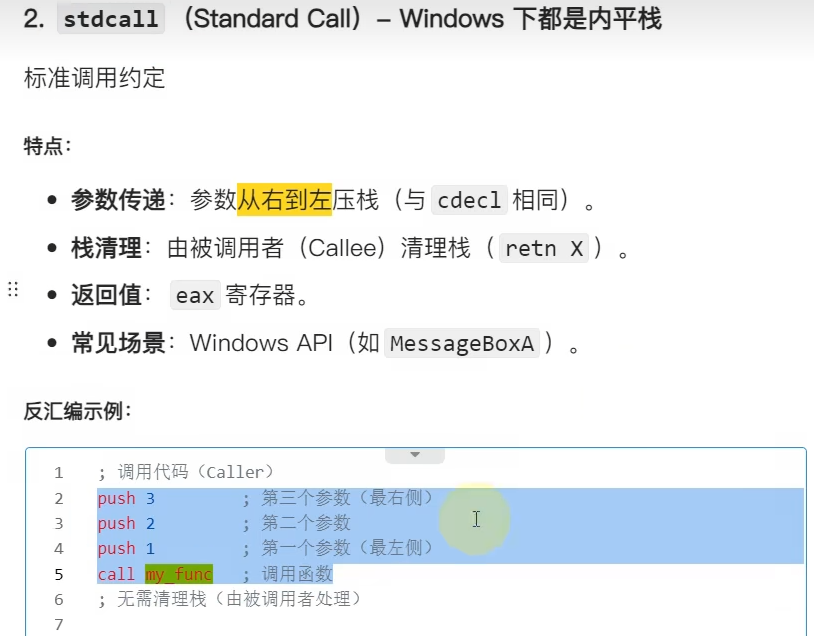 2. stdcall （Standard Call）– Windows 下都是内平栈
标准调用约定
特点：
• 参数传递：参数从右到左压栈（与 cdecl 相同）。
• 栈清理：由被调用者（Callee）清理栈（ retn X ）。
• 返回值： eax 寄存器。
• 常见场景：Windows API（如 MessageBoxA ）。
反汇编示例：
1 ; 调用代码（Caller）
2 push 3 ; 第三个参数（最右侧）
3 push 2 ; 第二个参数
4 push 1 ; 第一个参数（最左侧）
5 call my_func ; 调用函数
6 ; 无需清理栈（由被调用者处理）
7